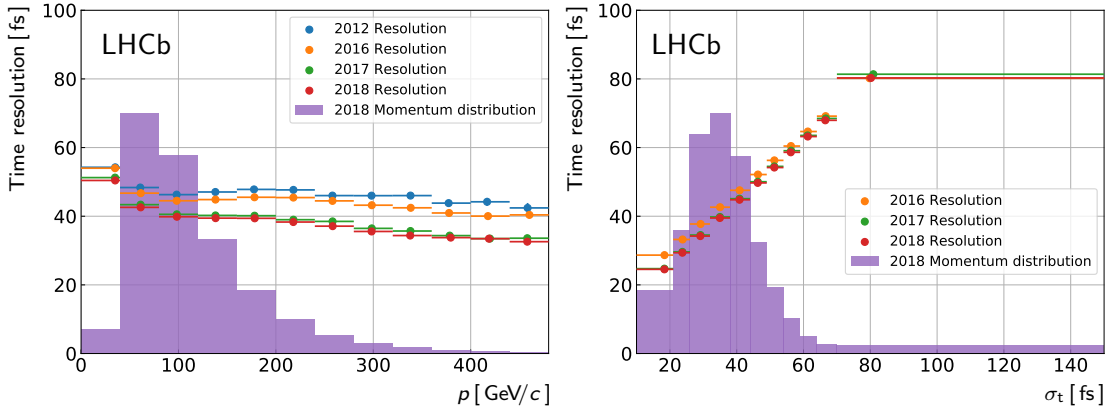 Time resolution [ fs]
100
80
60
40
20
0
LHCb
2012 Resolution
2016 Resolution
2017 Resolution
2018 Resolution
2018 Momentum distribution
0 100 200 300 400
p [ GeV/c ]
Time resolution [ fs]
100
80
60
40
20
0
LHCb
2016 Resolution
2017 Resolution
2018 Resolution
2018 Momentum distribution
20 40 60 80 100 120 140
σt [ fs]